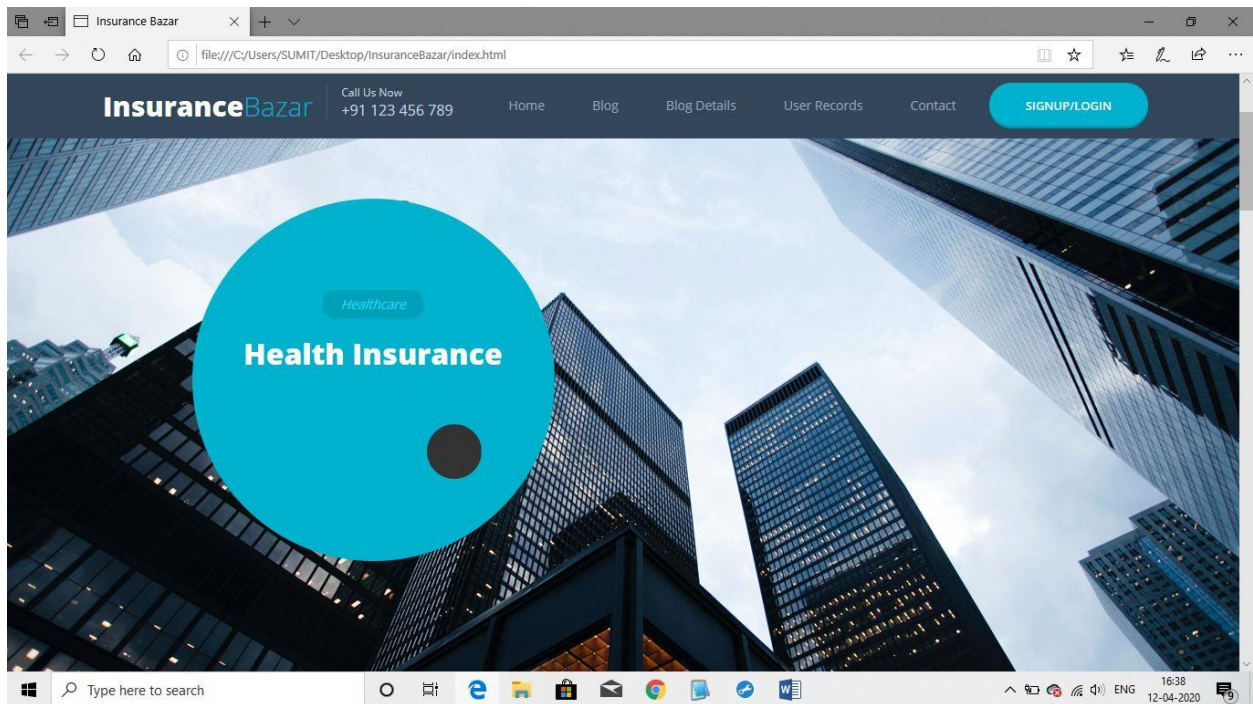 Insurance Bazar
file:///C:/Users/SUMIT/Desktop/InsuranceBazar/index.html
InsuranceBazar
Call Us Now
+91 123 456 789
Home Blog Blog Details User Records Contact SIGNUP/LOGIN
Healthcare
Health Insurance
Type here to search
W
ENG
16:38
12-04-2020
9